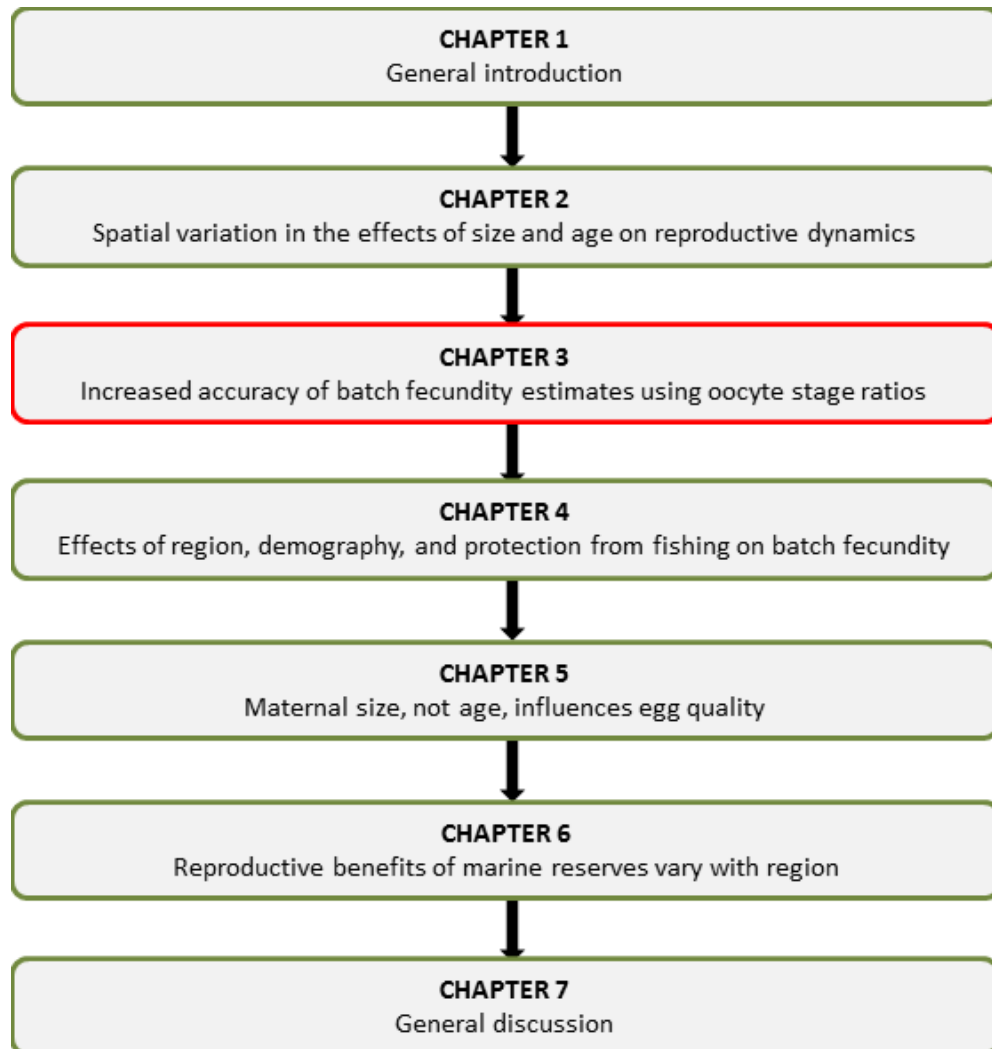 CHAPTER 1
General introduction
CHAPTER 2
Spatial variation in the effects of size and age on reproductive dynamics
CHAPTER 3
Increased accuracy of batch fecundity estimates using oocyte stage ratios
CHAPTER 4
Effects of region, demography, and protection from fishing on batch fecundity
CHAPTER 5
Maternal size, not age, influences egg quality
CHAPTER 6
Reproductive benefits of marine reserves vary with region
CHAPTER 7
General discussion